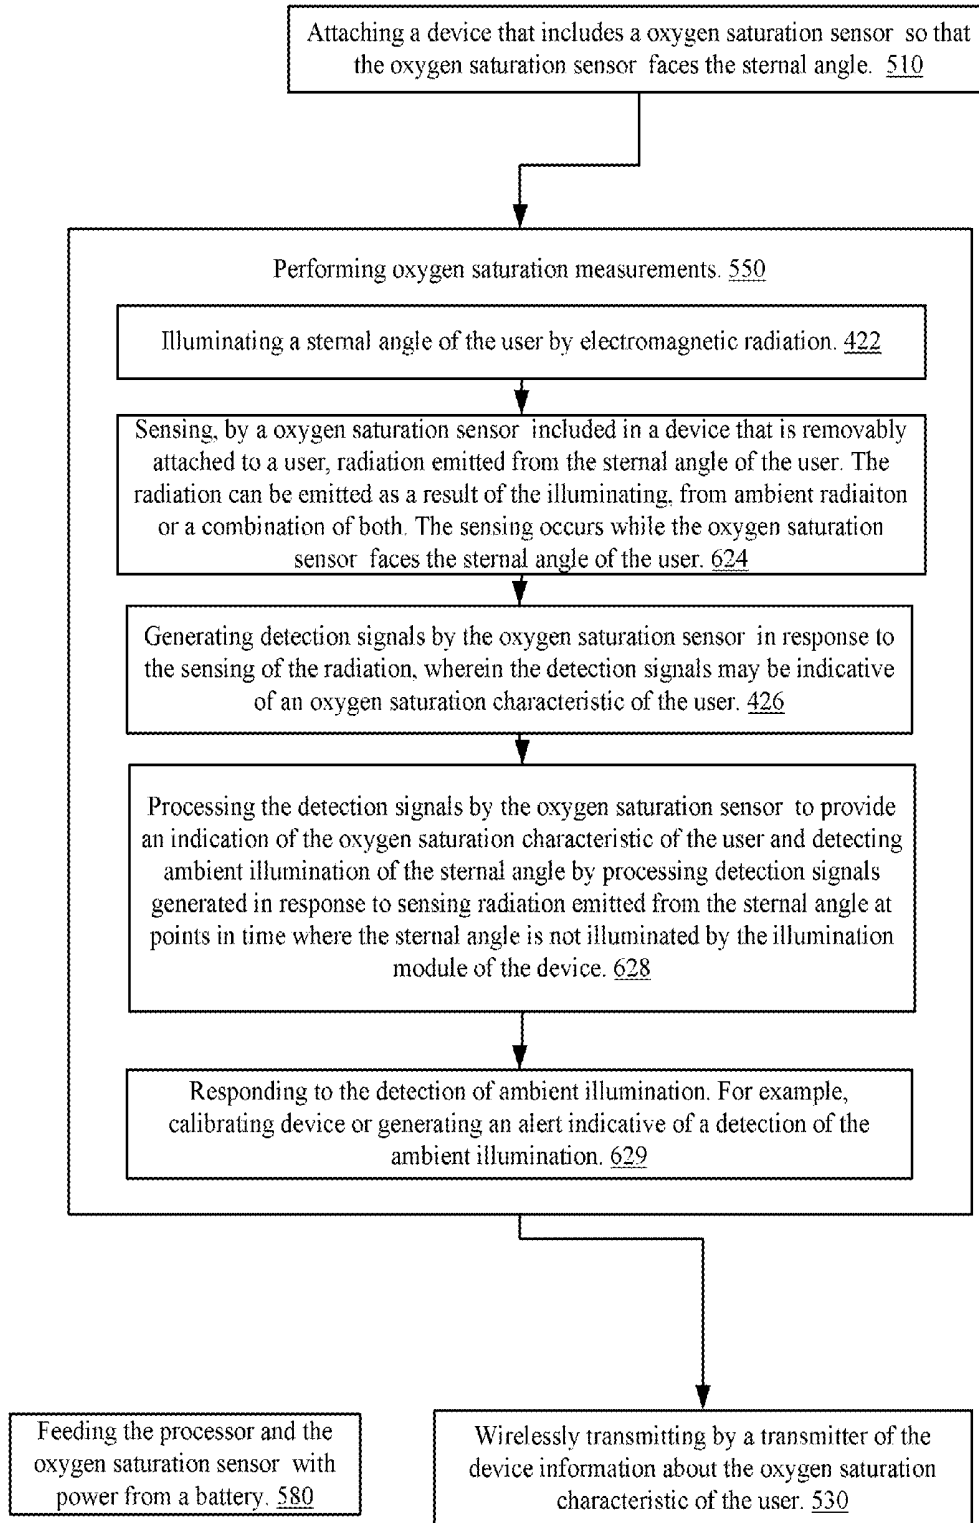 Attaching a device that includes a oxygen saturation sensor so that
the oxygen saturation sensor faces the sternal angle. 510
Performing oxygen saturation measurements. 550
Illuminating a sternal angle of the user by electromagnetic radiation. 422
Sensing, by a oxygen saturation sensor included in a device that is removably
attached to a user, radiation emitted from the sternal angle of the user. The
radiation can be emitted as a result of the illuminating, from ambient radiaiton
or a combination of both. The sensing occurs while the oxygen saturation
sensor faces the sternal angle of the user. 624
Generating detection signals by the oxygen saturation sensor in response to
the sensing of the radiation, wherein the detection signals may be indicative
of an oxygen saturation characteristic of the user. 426
Processing the detection signals by the oxygen saturation sensor to provide
an indication of the oxygen saturation characteristic of the user and detecting
ambient illumination of the sternal angle by processing detection signals
generated in response to sensing radiation emitted from the sternal angle at
points in time where the sternal angle is not illuminated by the illumination
module of the device. 628
Responding to the detection of ambient illumination. For example,
calibrating device or generating an alert indicative of a detection of the
ambient illumination. 629
Feeding the processor and the
oxygen saturation sensor with
power from a battery. 580
Wirelessly transmitting by a transmitter of the
device information about the oxygen saturation
characteristic of the user. 530